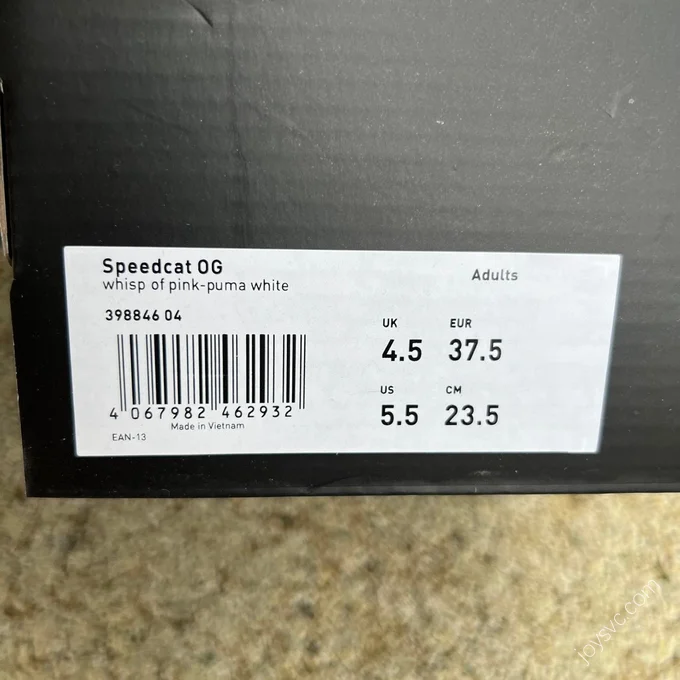 Speedcat OG
whisp of pink-puma white
Adults
398846 04
UK EUR
4.5 37.5
US CM
5.5 23.5
4 067982 462932
Made in Vietnam
EAN-13
joysvc.com